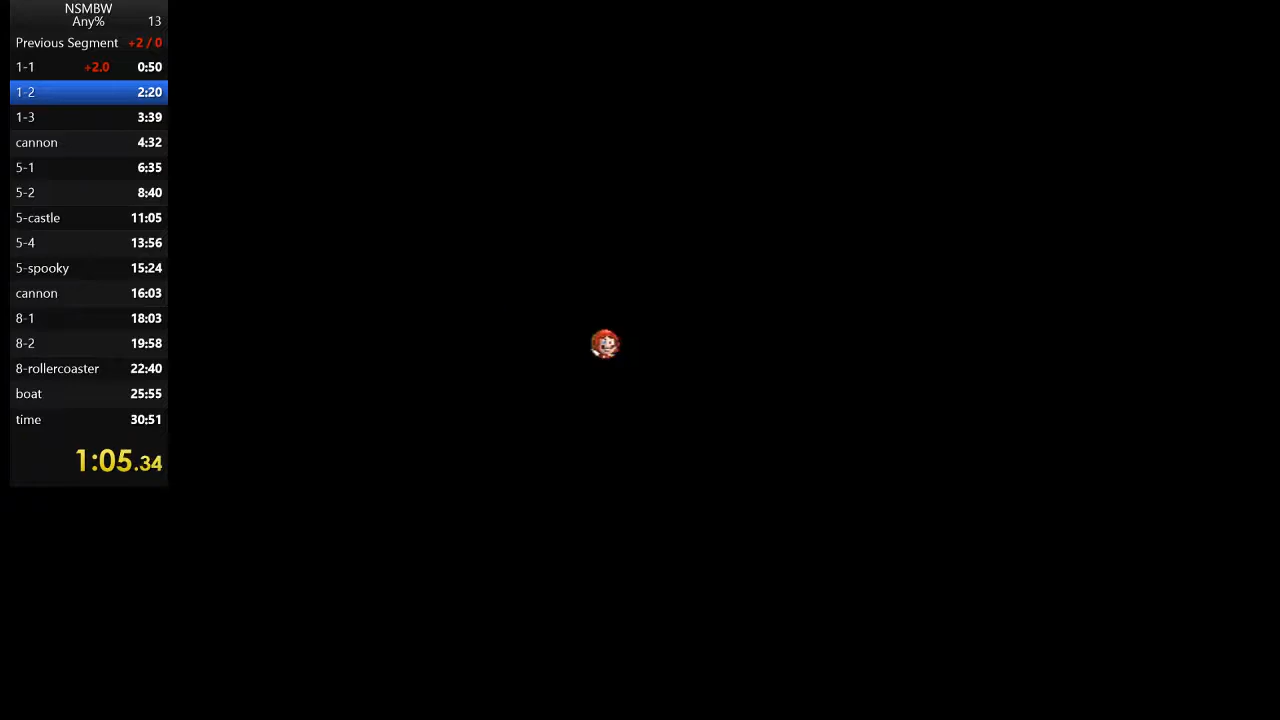 NSMBW
Any% 13
Previous Segment +2 / 0
1-1 +2.0 0:50
1-2 2:20
1-3 3:39
cannon 4:32
5-1 6:35
5-2 8:40
5-castle 11:05
5-4 13:56
5-spooky 15:24
cannon 16:03
8-1 18:03
8-2 19:58
8-rollercoaster 22:40
boat 25:55
time 30:51
1:05.34